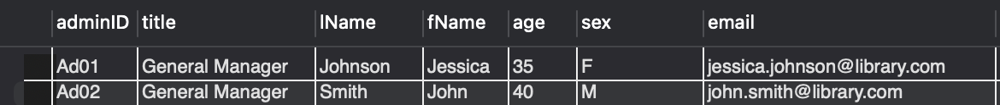 adminID title lName fName age sex email
Ad01 General Manager Johnson Jessica 35 F jessica.johnson@library.com
Ad02 General Manager Smith John 40 M john.smith@library.com